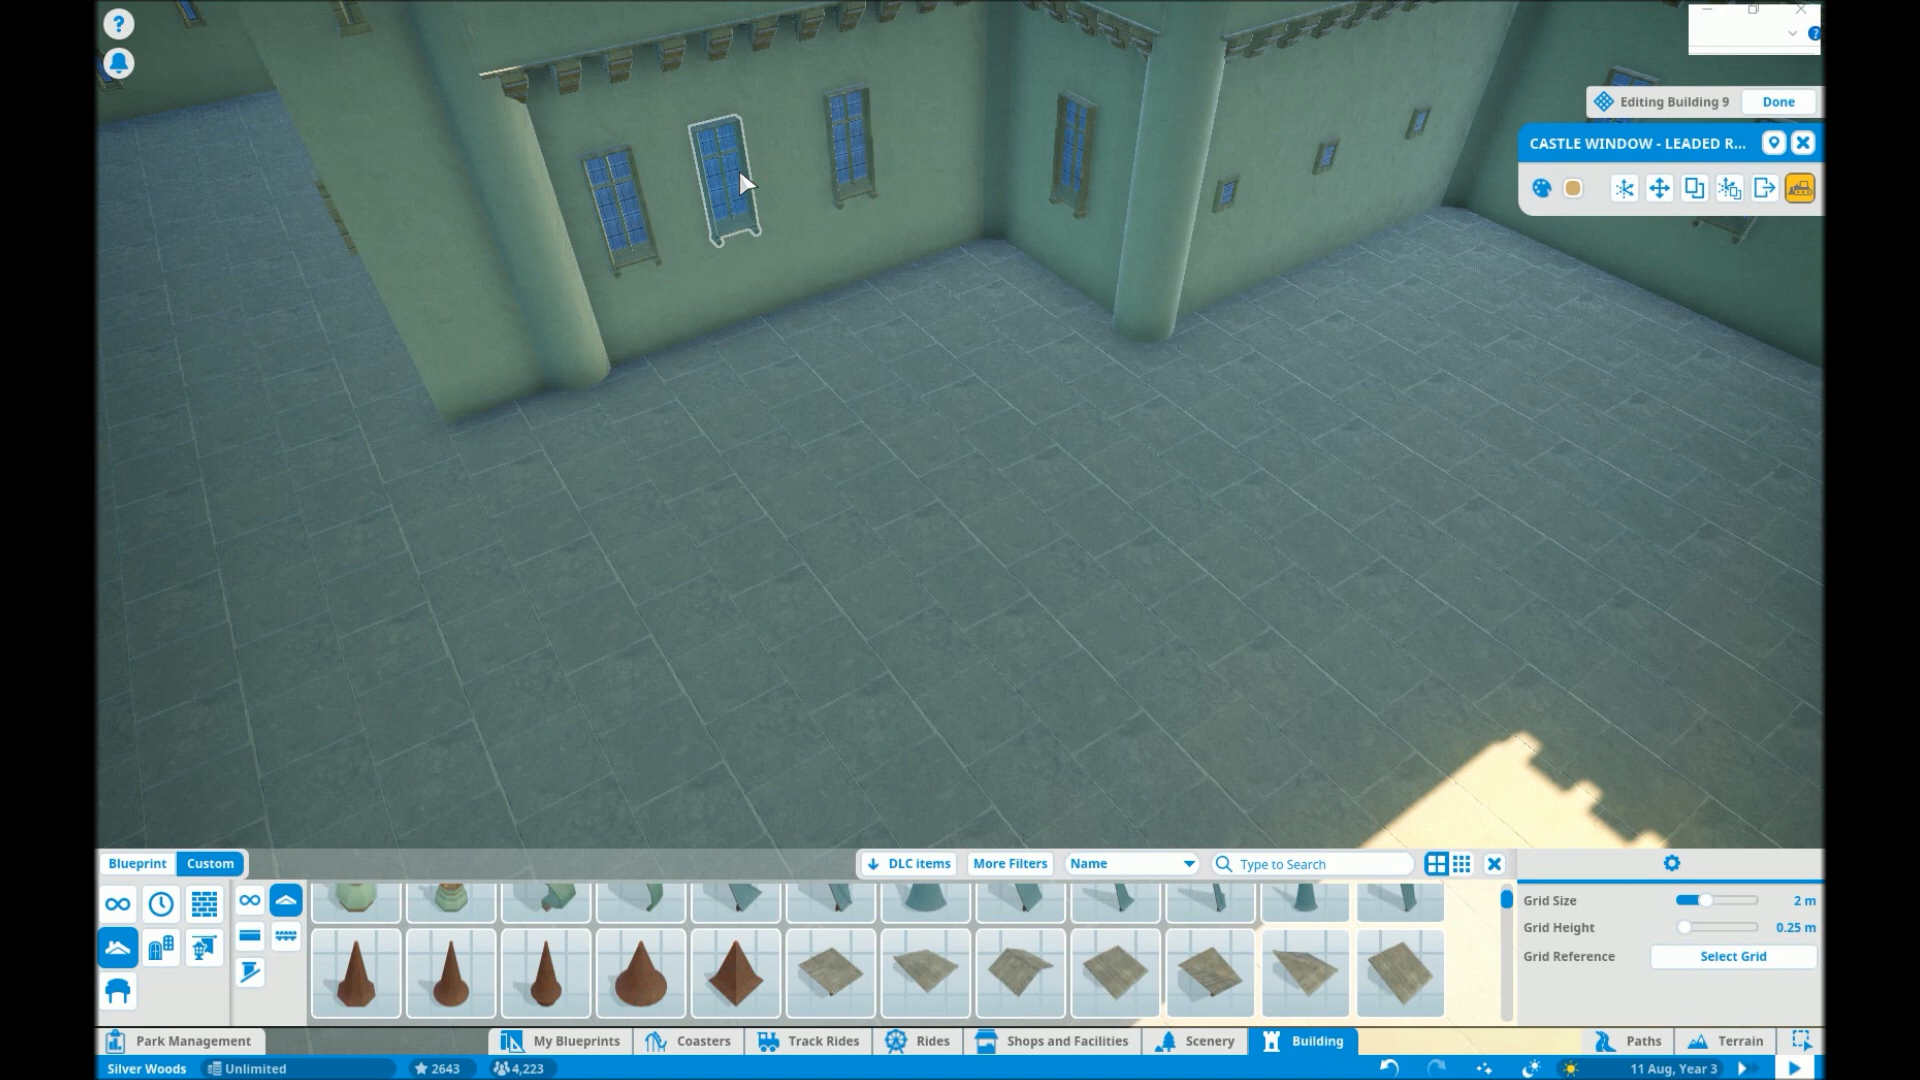 ?
?
Editing Building 9 Done
CASTLE WINDOW - LEADED R...
Blueprint Custom
DLC items More Filters Name Type to Search
Grid Size 2 m
Grid Height 0.25 m
Grid Reference Select Grid
Park Management My Blueprints Coasters Track Rides Rides Shops and Facilities Scenery Building Paths Terrain
Silver Woods Unlimited 2643 4,223 11 Aug, Year 3